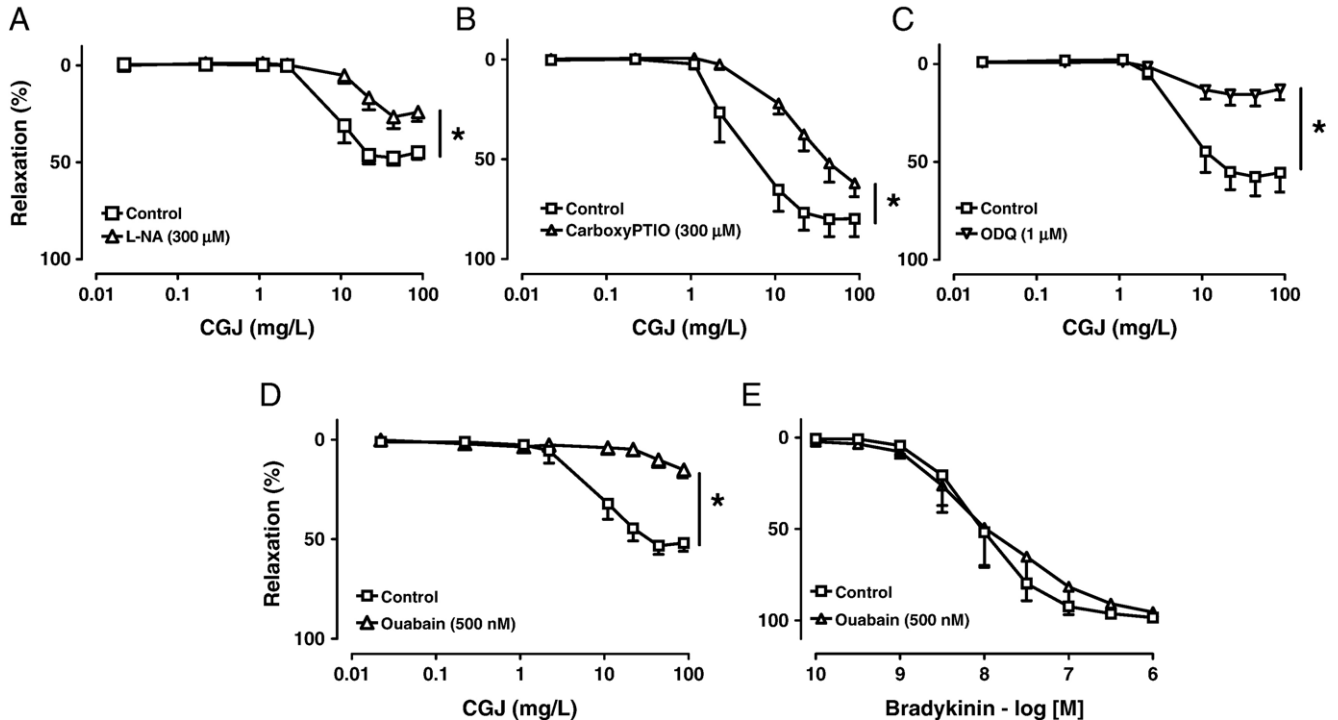 A
Relaxation (%)
0
50
100
Control
L-NA (300 μM)
*
0.01 0.1 1 10 100
CGJ (mg/L)
B
0
50
100
Control
CarboxyPTIO (300 μM)
*
0.01 0.1 1 10 100
CGJ (mg/L)
C
0
50
100
Control
ODQ (1 μM)
*
0.01 0.1 1 10 100
CGJ (mg/L)
D
Relaxation (%)
0
50
100
Control
Ouabain (500 nM)
*
0.01 0.1 1 10 100
CGJ (mg/L)
E
0
50
100
Control
Ouabain (500 nM)
10 9 8 7 6
Bradykinin - log [M]